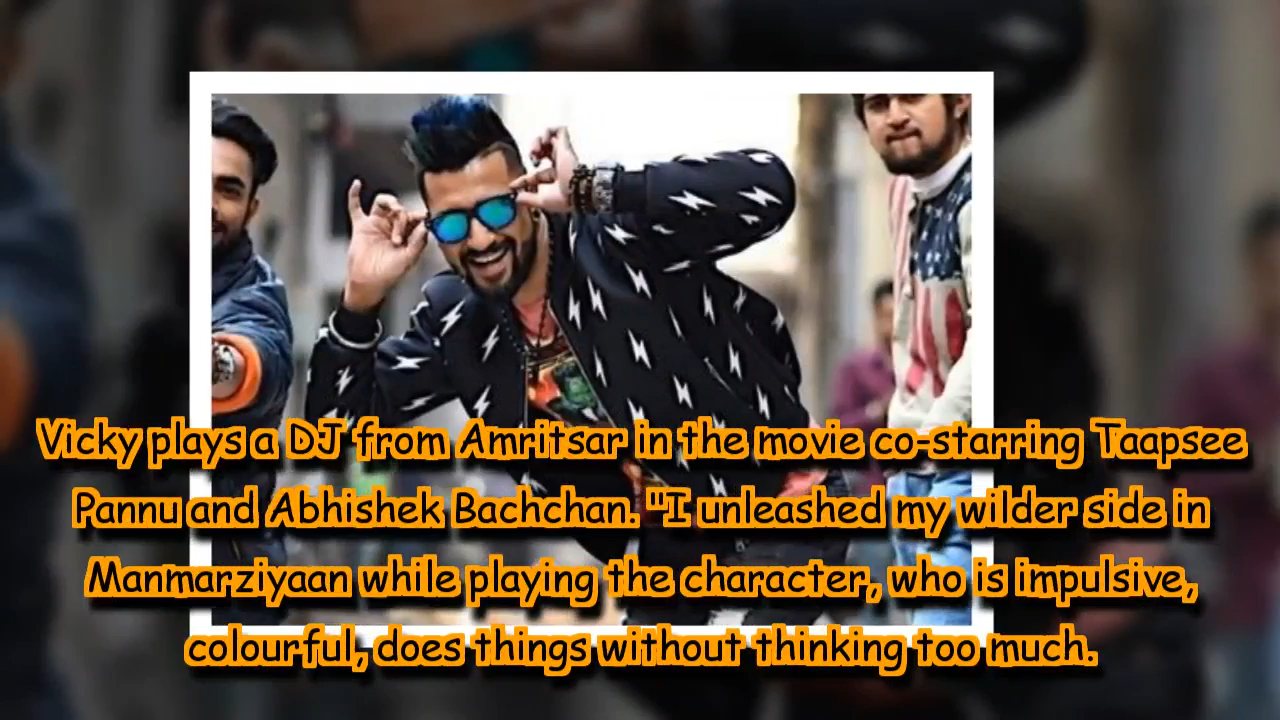 Vicky plays a DJ from Amritsar in the movie co-starring Taapsee
Pannu and Abhishek Bachchan. "I unleashed my wilder side in
Manmarziyaan while playing the character, who is impulsive,
colourful, does things without thinking too much.